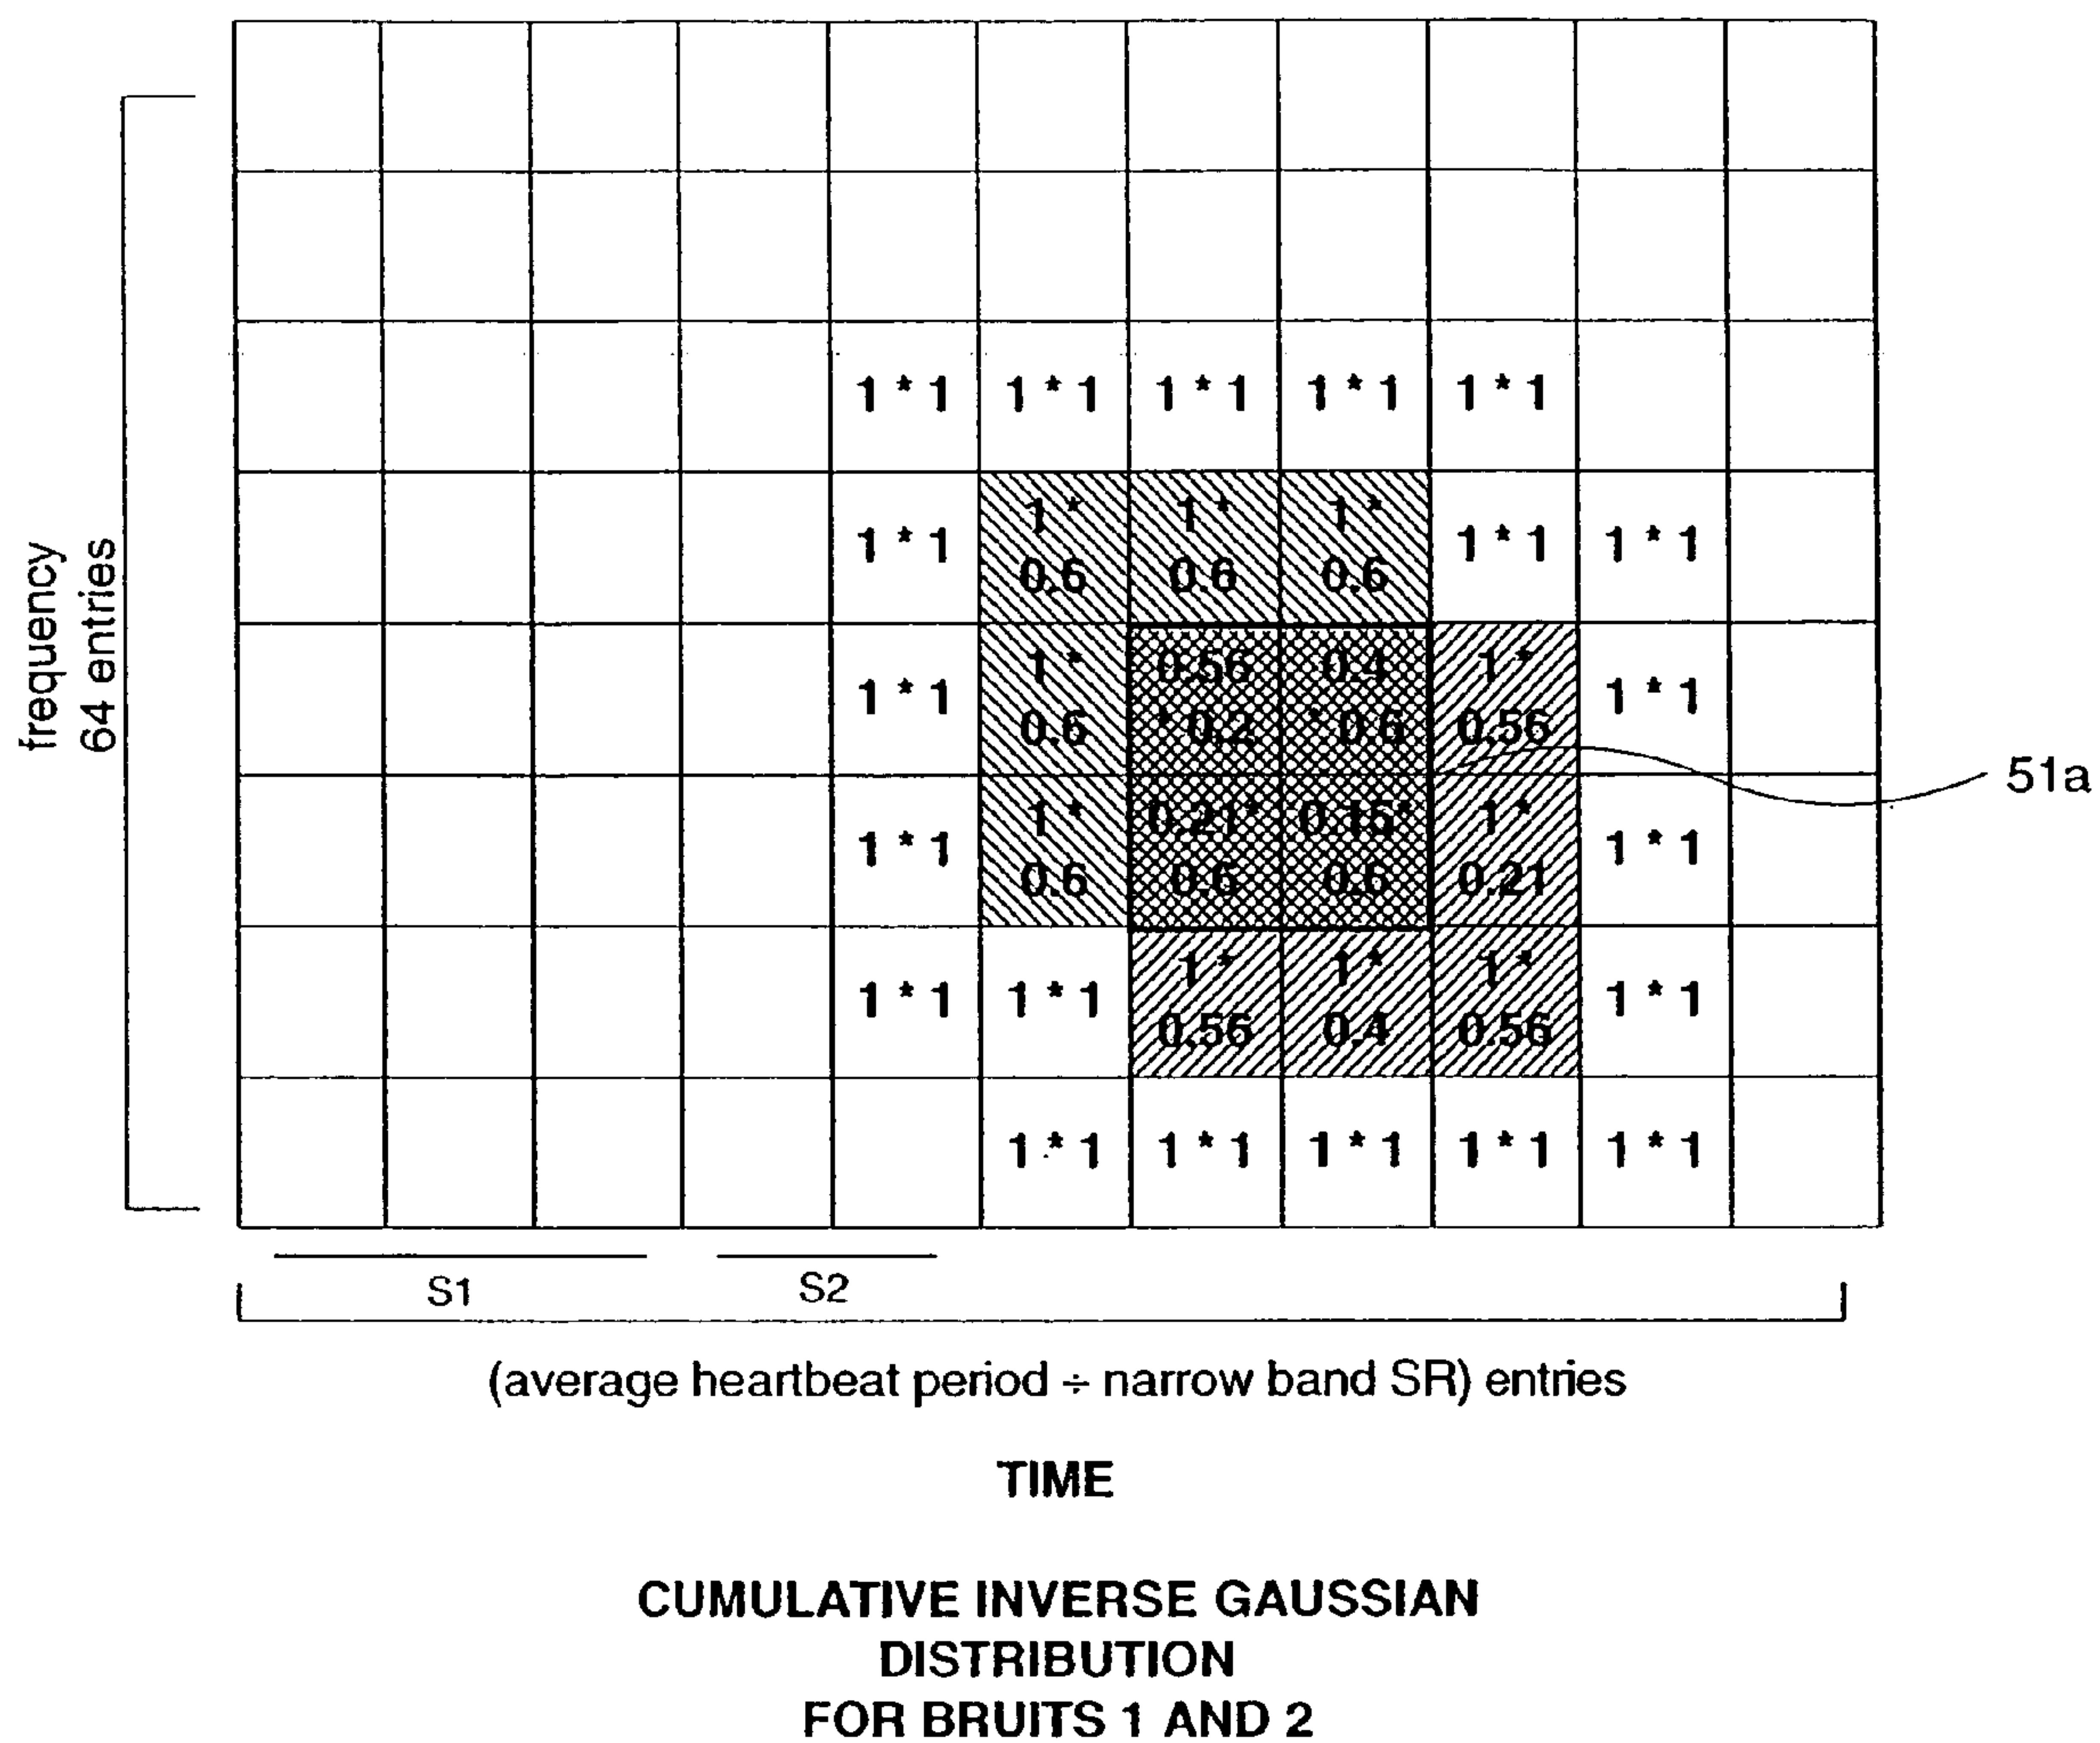 1 * 1 1 * 1 1 * 1 1 * 1 1 * 1
1 * 1 * 1 *
1 * 1 1 * 1 1 * 1
0.6 0.6 0.6
1 * 0.56 0.4 1 *
1 * 1 1 * 1
0.6 * 0.2 * 0.6 0.56
1 * 0.21* 0.15* 1 *
1 * 1 1 * 1
0.6 0.6 0.6 0.21
1 * 1 * 1 *
1 * 1 1 * 1 1 * 1
0.56 0.4 0.56
1 * 1 1 * 1 1 * 1 1 * 1 1 * 1
frequency
64 entries
51a
S1 S2
(average heartbeat period ÷ narrow band SR) entries
TIME
CUMULATIVE INVERSE GAUSSIAN
DISTRIBUTION
FOR BRUITS 1 AND 2